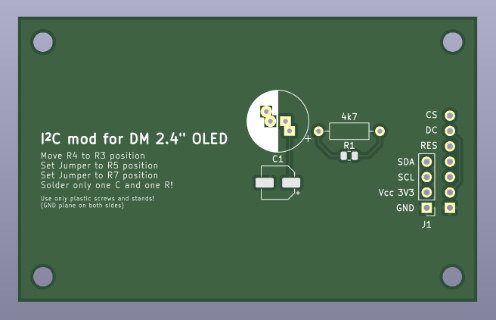 I²C mod for DM 2.4" OLED
Move R4 to R3 position
Set Jumper to R5 position
Set Jumper to R7 position
Solder only one C and one R!
Use only plastic screws and stands!
(GND plane on both sides)
+
C1
+
4k7
R1
CS
DC
RES
SDA
SCL
Vcc 3V3
GND
J1